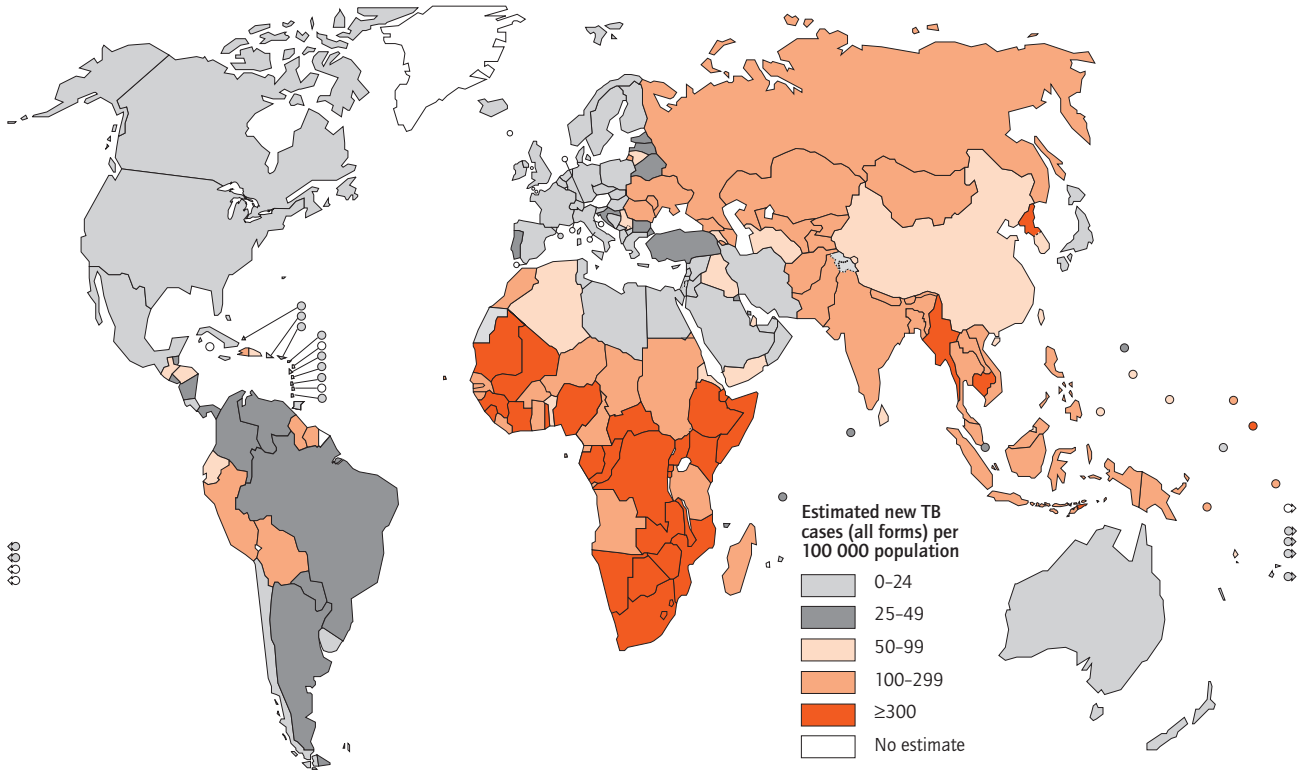 Estimated new TB
cases (all forms) per
100 000 population
0–24
25–49
50–99
100–299
≥300
No estimate